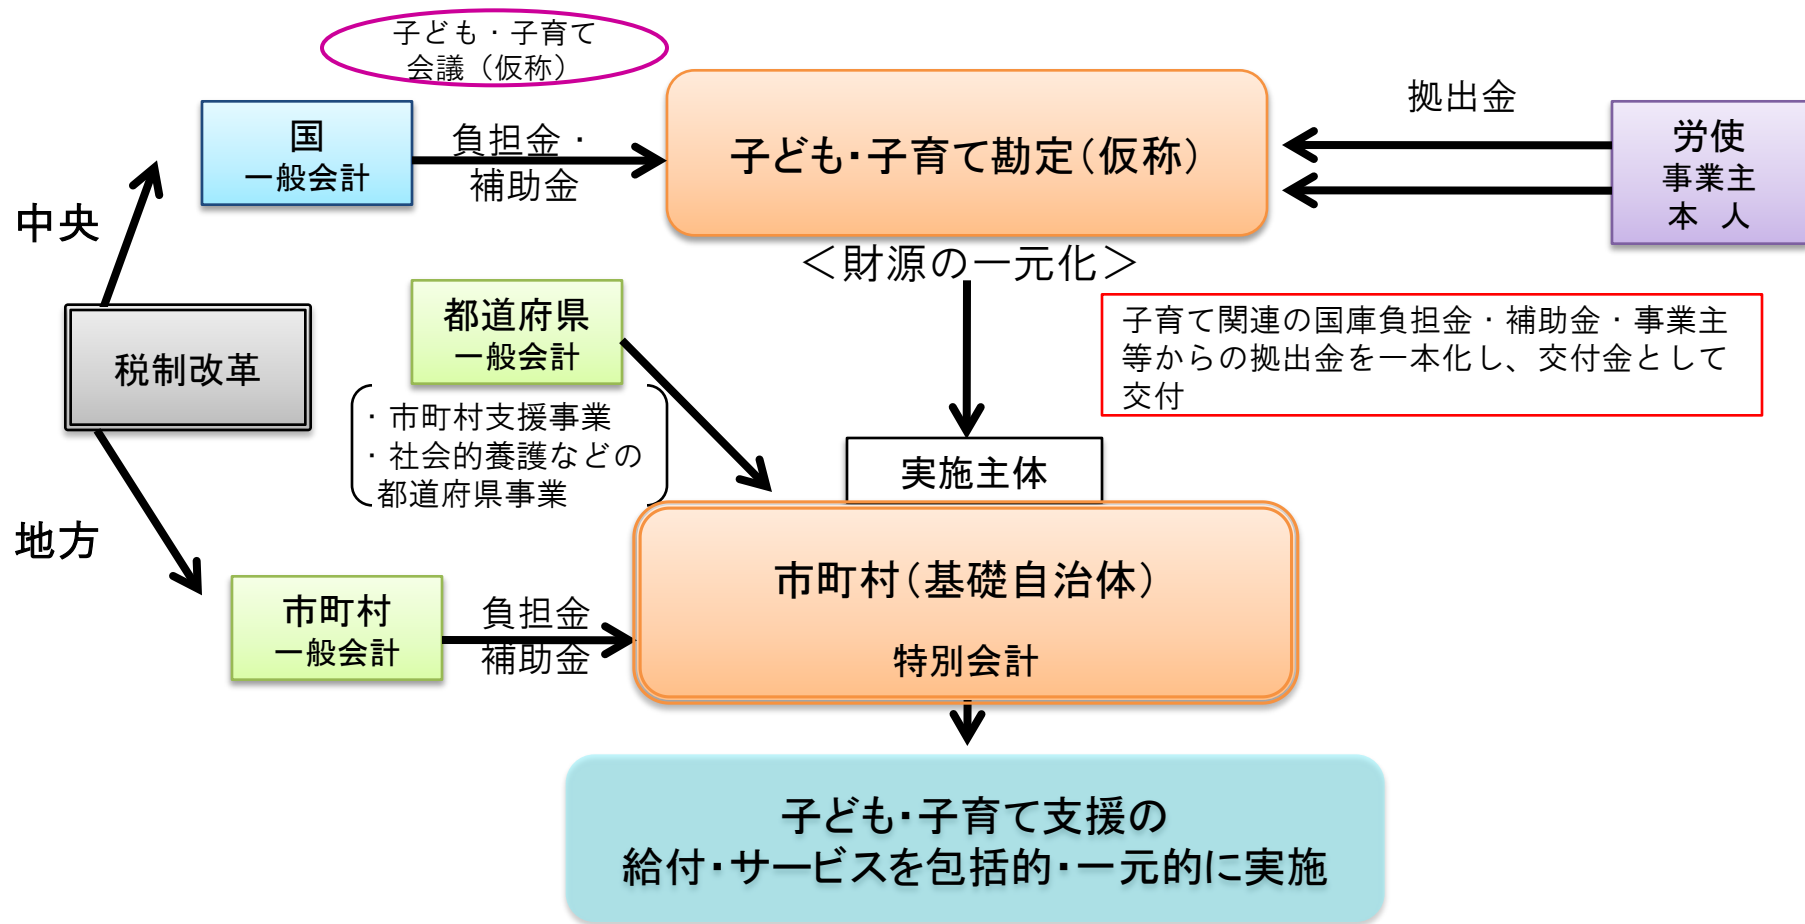 子ども・子育て
会議（仮称）
国
一般会計
負担金・
補助金
子ども・子育て勘定（仮称）
拠出金
労使
事業主
本　人
中央
＜財源の一元化＞
都道府県
一般会計
子育て関連の国庫負担金・補助金・事業主
等からの拠出金を一本化し、交付金として
交付
税制改革
・市町村支援事業
・社会的養護などの
都道府県事業
実施主体
地方
市町村（基礎自治体）
特別会計
市町村
一般会計
負担金
補助金
子ども・子育て支援の
給付・サービスを包括的・一元的に実施